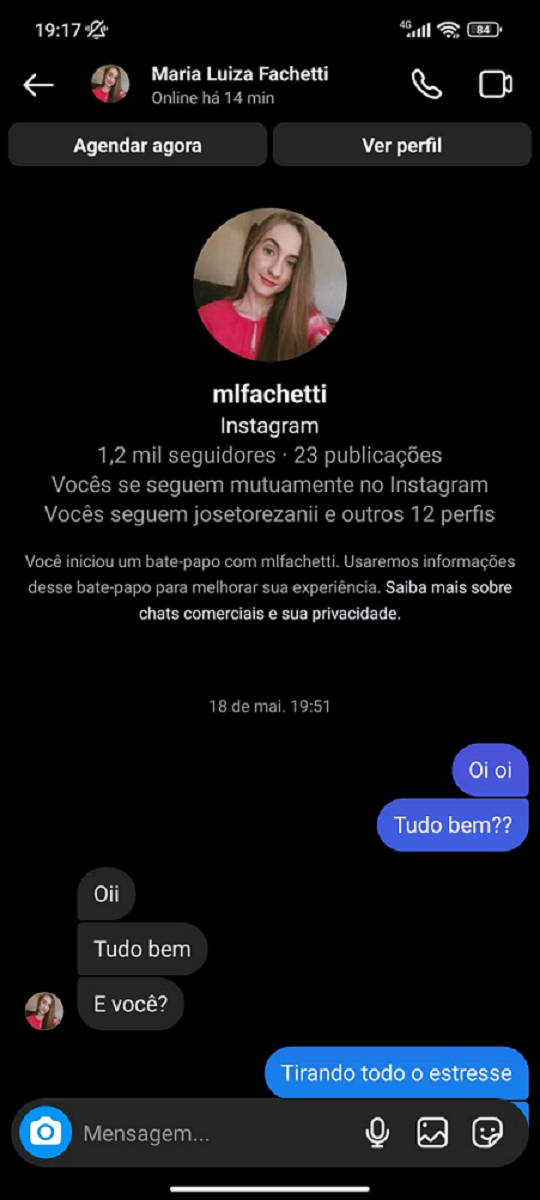 19:17
4G
84
Maria Luiza Fachetti
Online há 14 min
Agendar agora
Ver perfil
mlfachetti
Instagram
1,2 mil seguidores · 23 publicações
Vocês se seguem mutuamente no Instagram
Vocês seguem josetorezanii e outros 12 perfis
Você iniciou um bate-papo com mlfachetti. Usaremos informações
desse bate-papo para melhorar sua experiência. Saiba mais sobre
chats comerciais e sua privacidade.
18 de mai. 19:51
Oi oi
Tudo bem??
Oii
Tudo bem
E você?
Tirando todo o estresse
Mensagem...